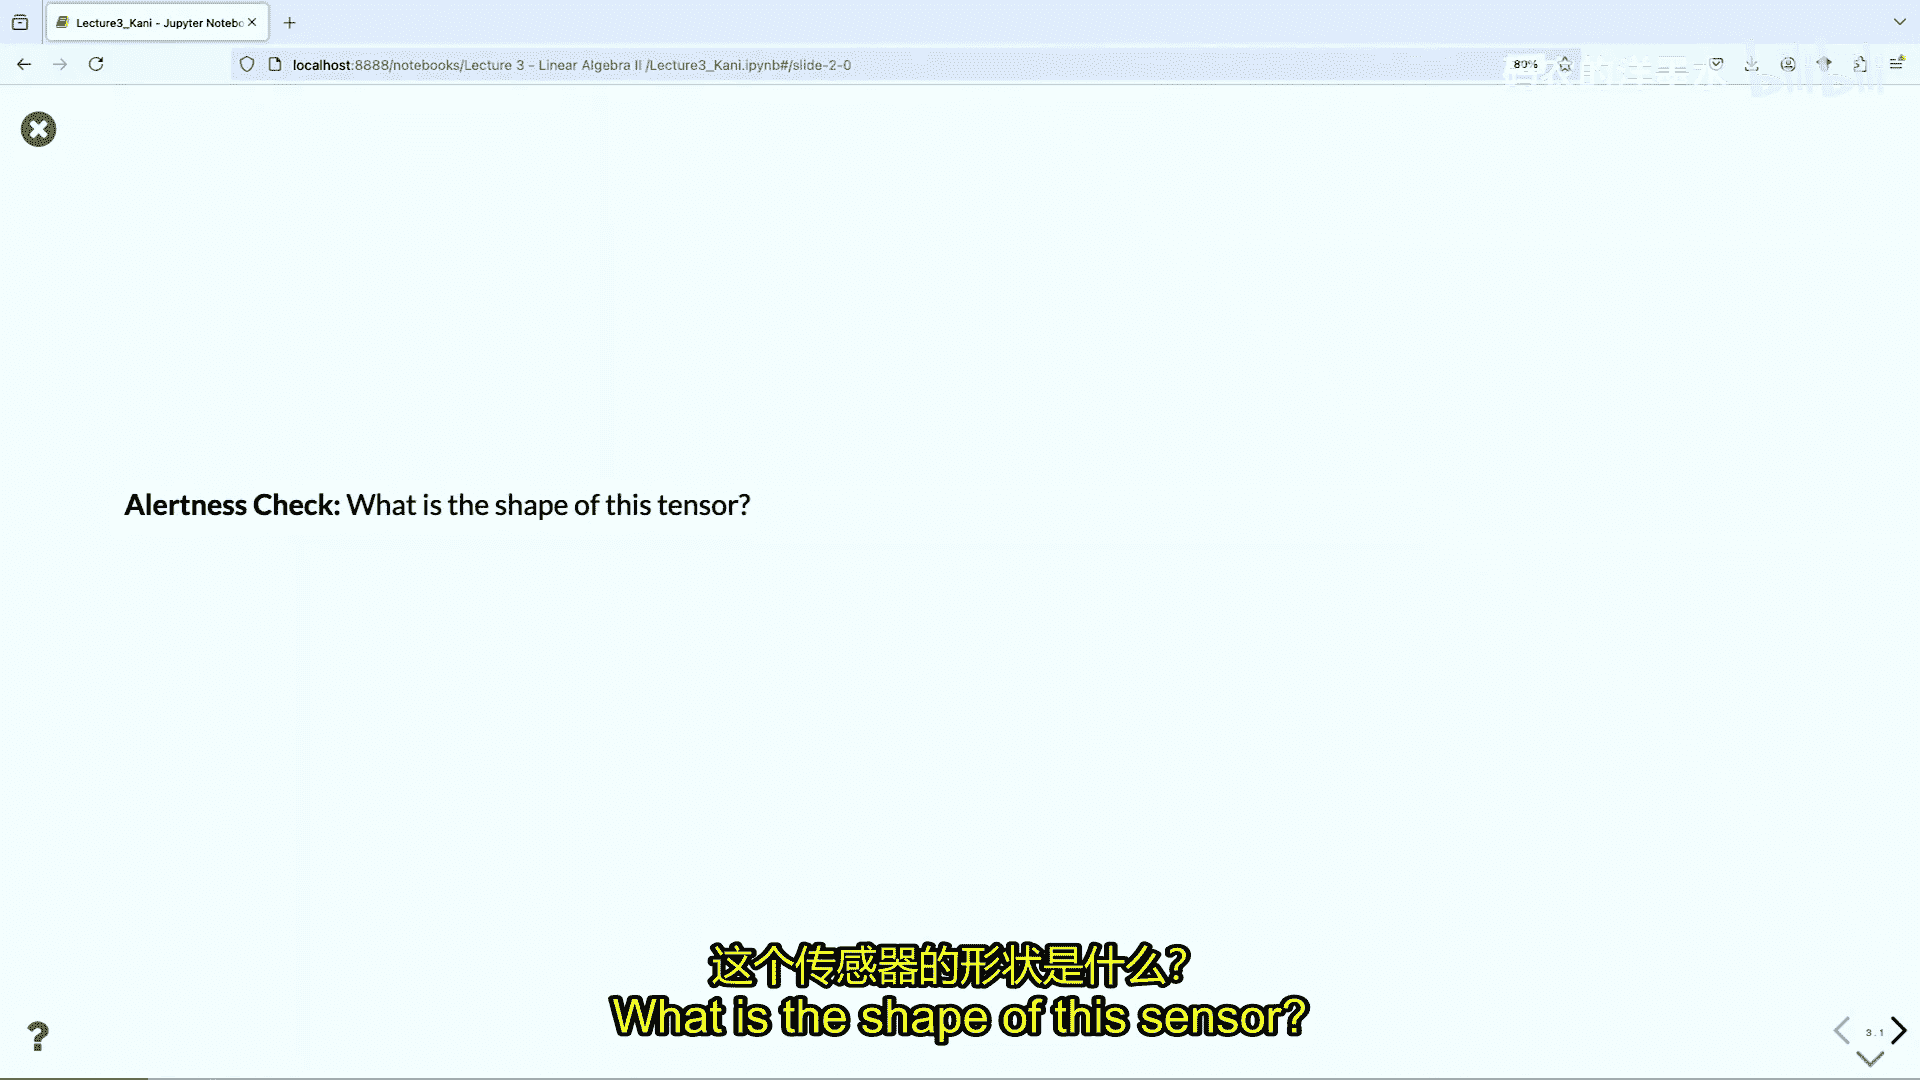 Lecture3_Kani - Jupyter Notebo
localhost:8888/notebooks/Lecture 3 - Linear Algebra II /Lecture3_Kani.ipynb#/slide-2-0
80%
bilibili
Alertness Check: What is the shape of this tensor?
这个传感器的形状是什么?
What is the shape of this sensor?
?
3.1